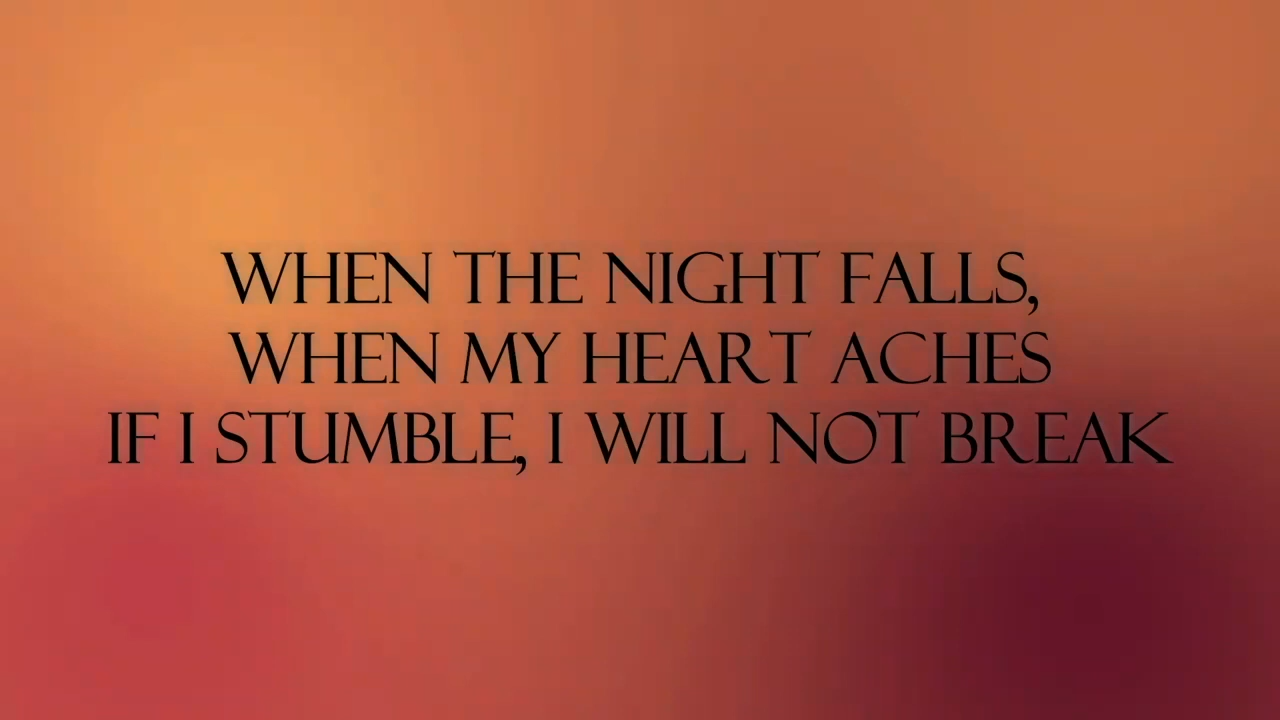 WHEN THE NIGHT FALLS,
WHEN MY HEART ACHES
IF I STUMBLE, I WILL NOT BREAK